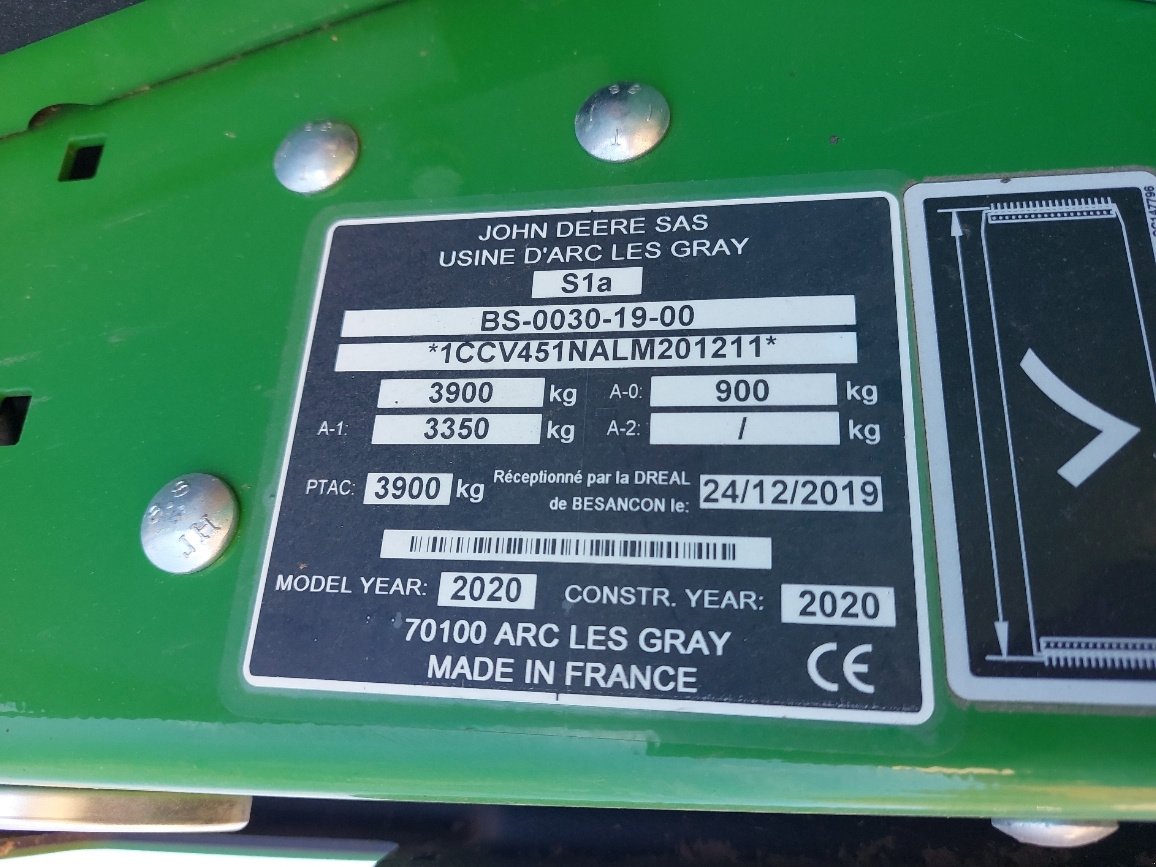 JOHN DEERE SAS
USINE D'ARC LES GRAY
S1a
BS-0030-19-00
*1CCV451NALM201211*
3900 kg A-0: 900 kg
A-1: 3350 kg A-2: / kg
PTAC: 3900 kg Réceptionné par la DREAL
de BESANCON le: 24/12/2019
MODEL YEAR: 2020 CONSTR. YEAR: 2020
70100 ARC LES GRAY
MADE IN FRANCE
CE
JH